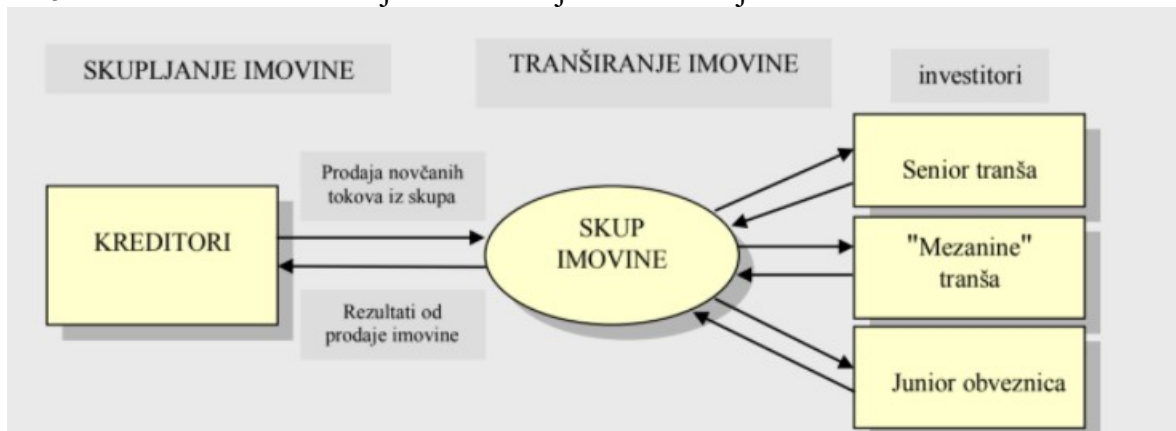 SKUPLJANJE IMOVINE
TRANŠIRANJE IMOVINE
investitori
Prodaja novčanih
tokova iz skupa
KREDITORI
Rezultati od
prodaje imovine
SKUP
IMOVINE
Senior tranša
"Mezanine"
tranša
Junior obveznica